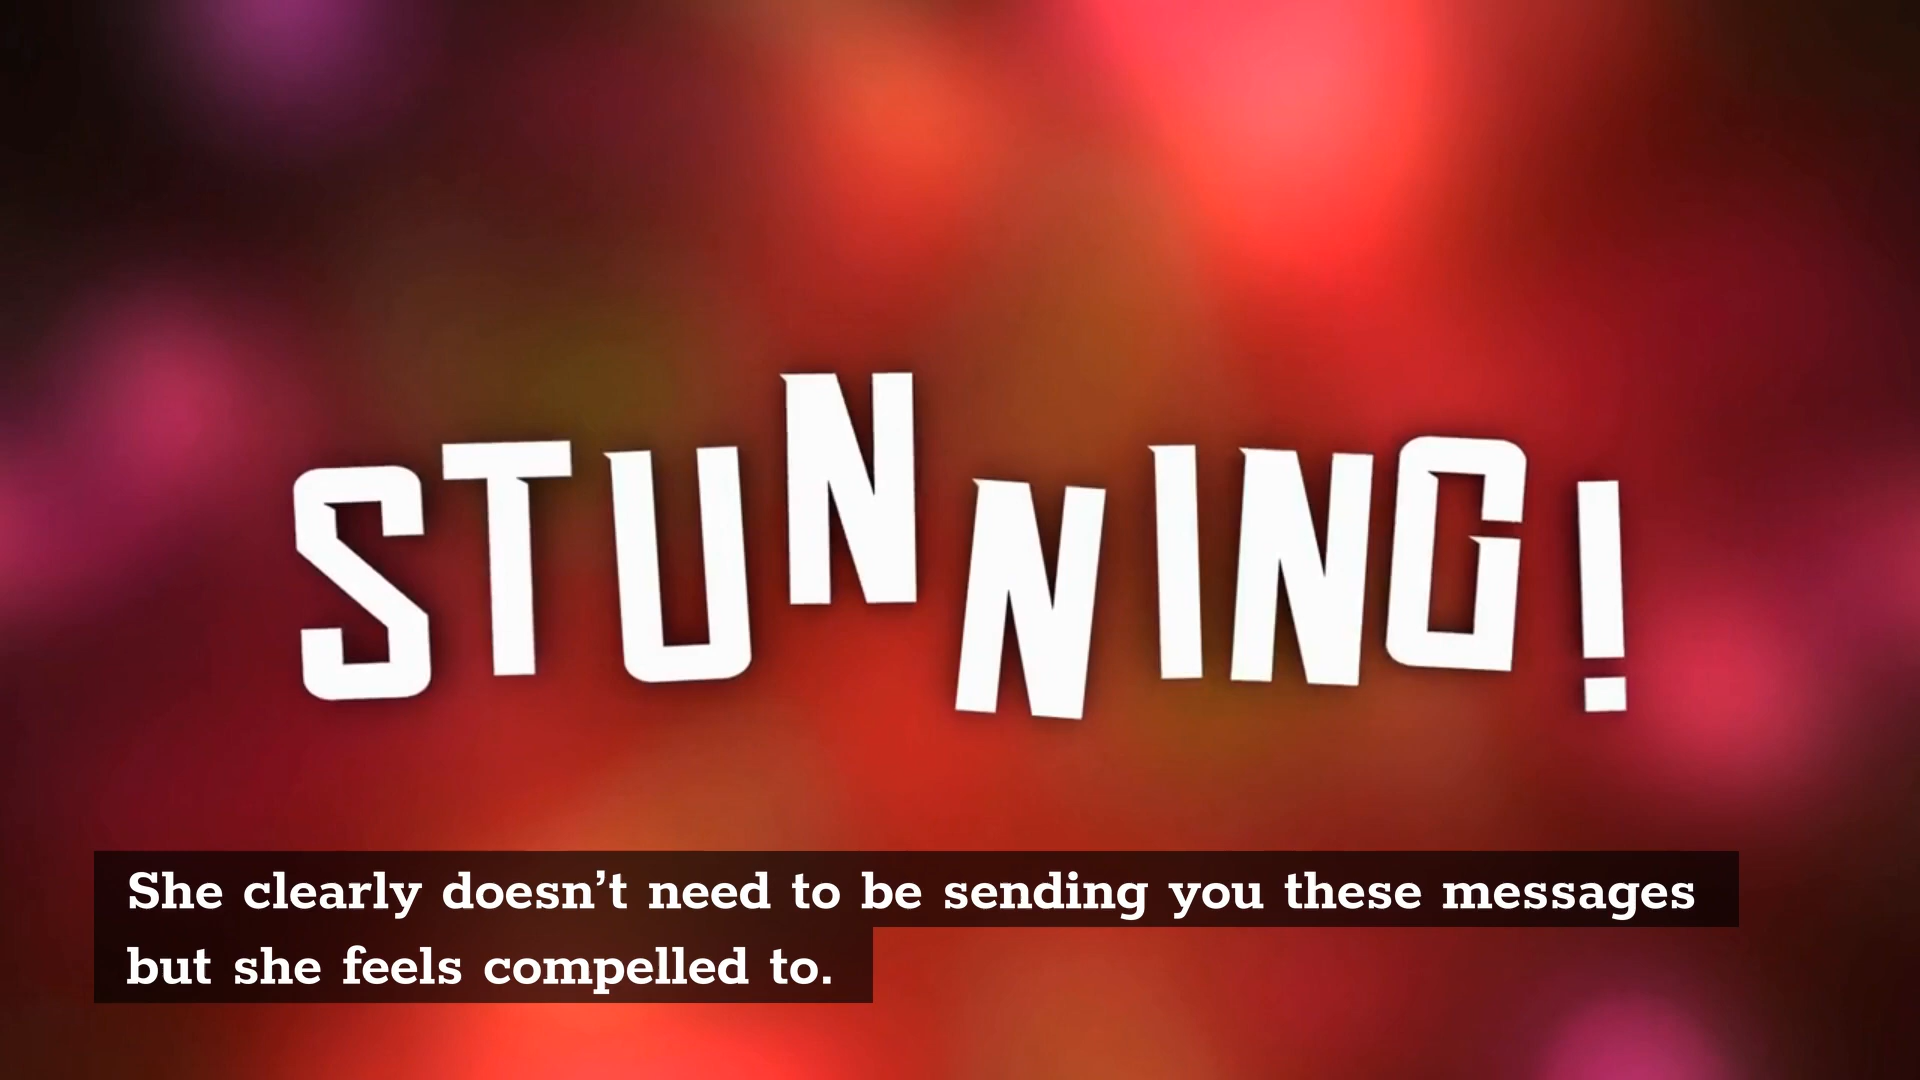 STUNNING!
She clearly doesn’t need to be sending you these messages
but she feels compelled to.